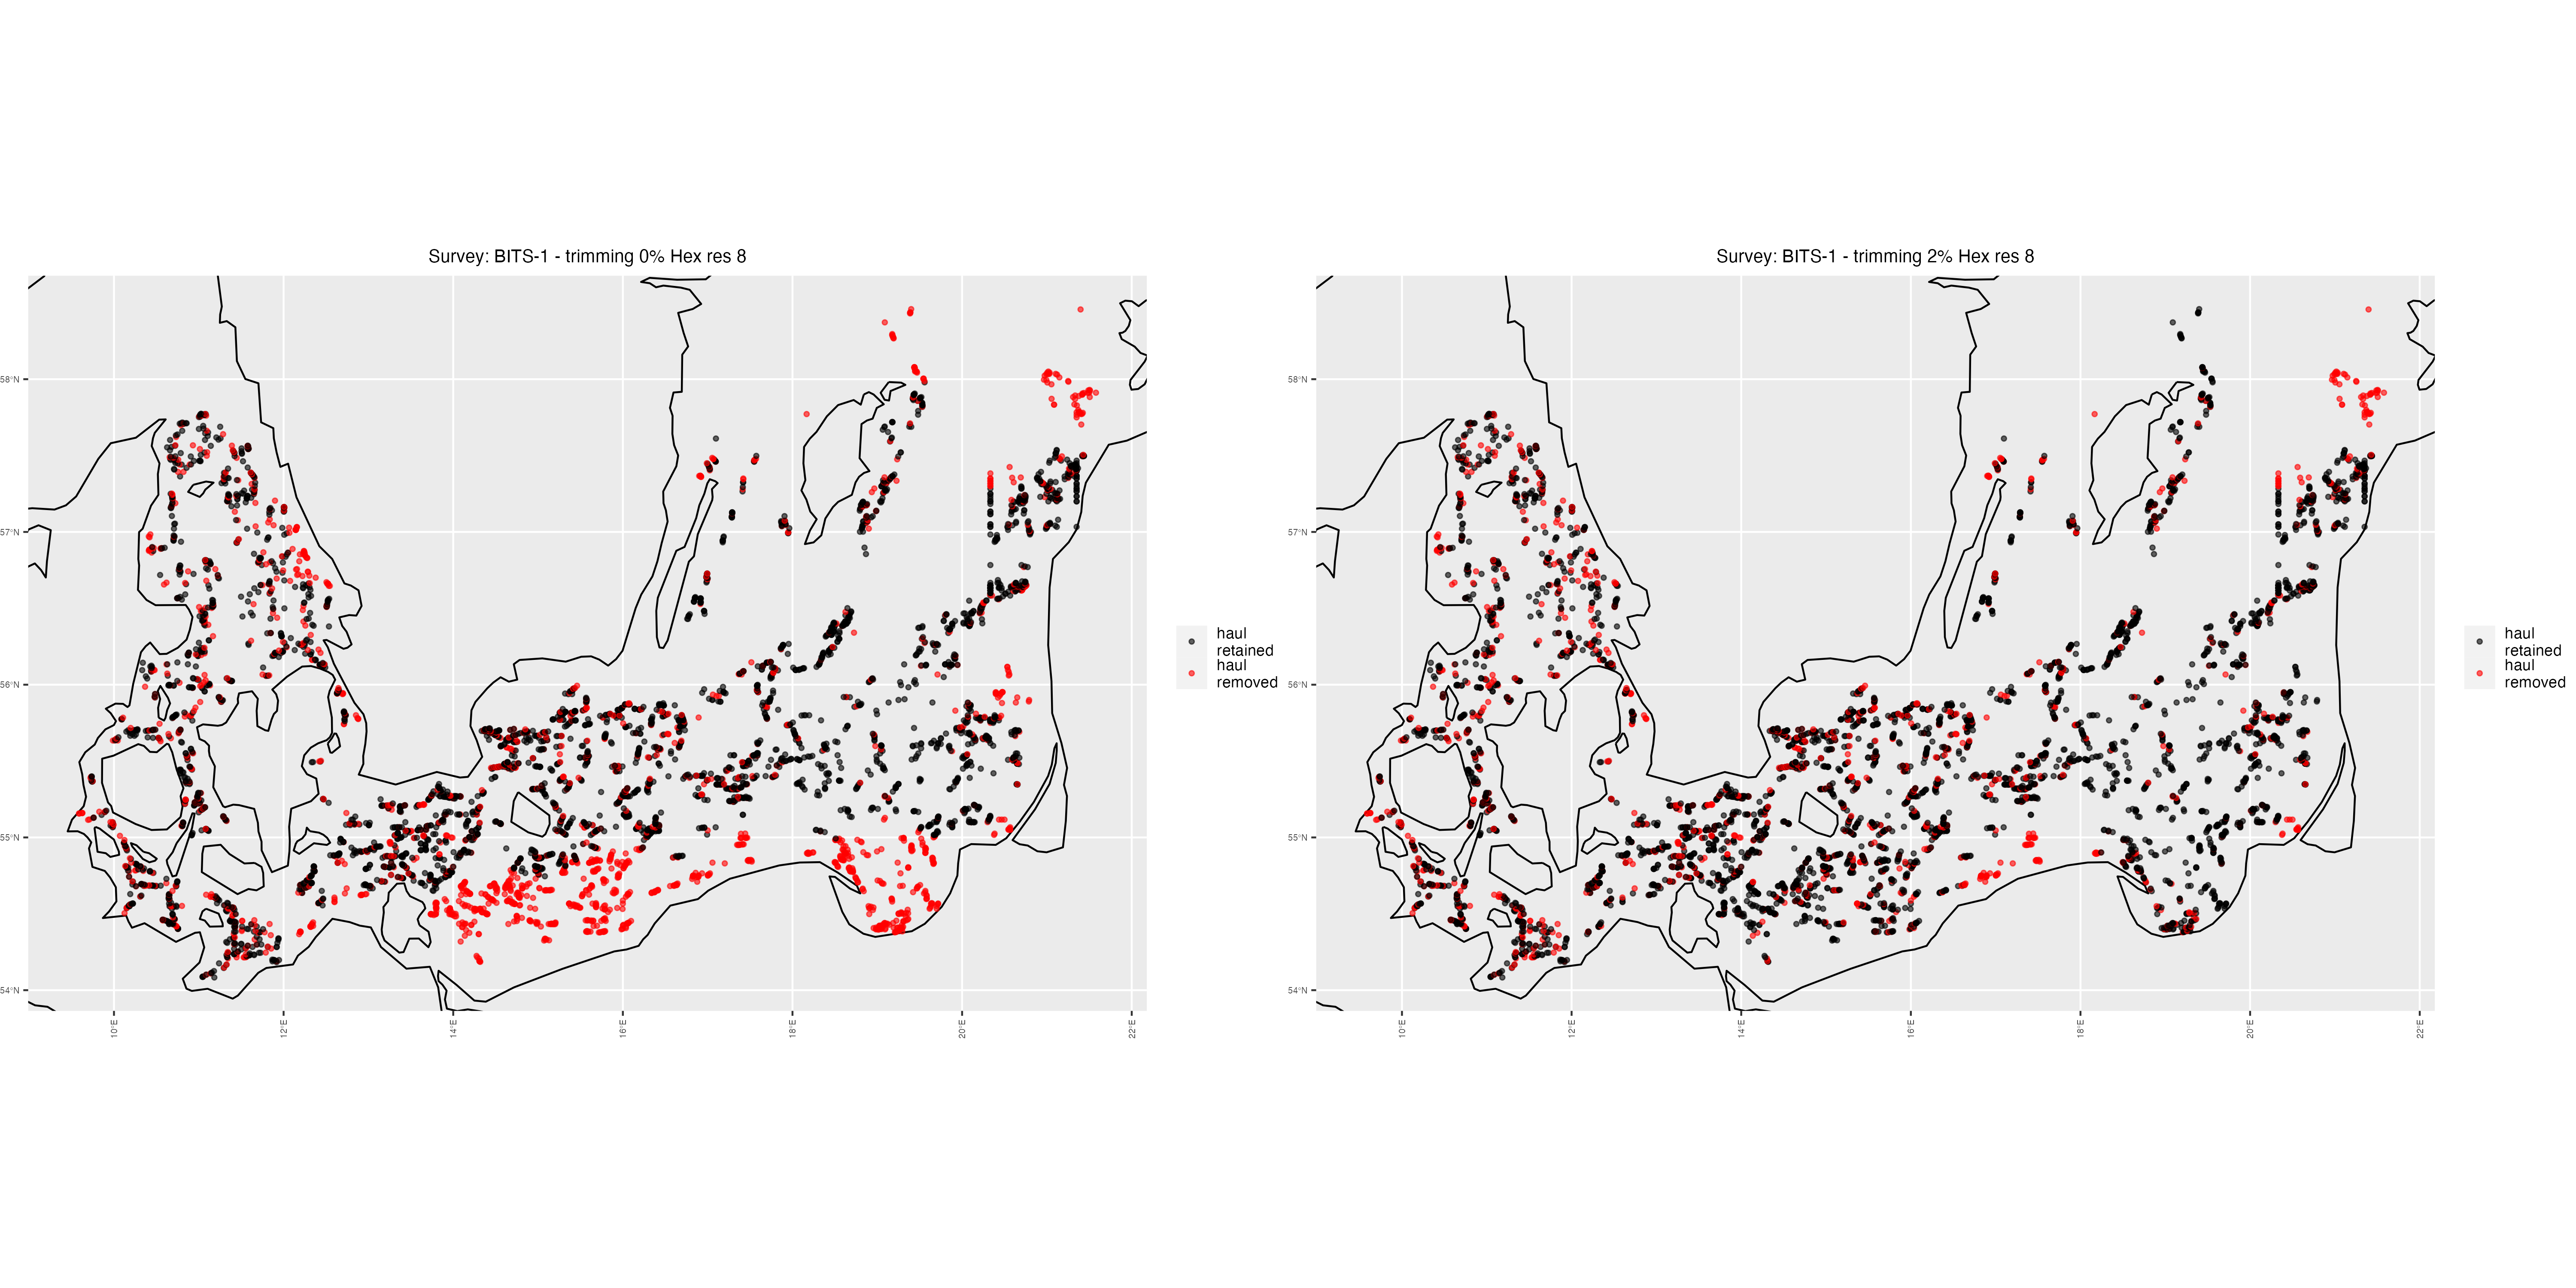 Survey: BITS-1 - trimming 0% Hex res 8
58°N
57°N
56°N
55°N
54°N
10°E
12°E
14°E
16°E
18°E
20°E
22°E
haul
retained
haul
removed
Survey: BITS-1 - trimming 2% Hex res 8
58°N
57°N
56°N
55°N
54°N
10°E
12°E
14°E
16°E
18°E
20°E
22°E
haul
retained
haul
removed